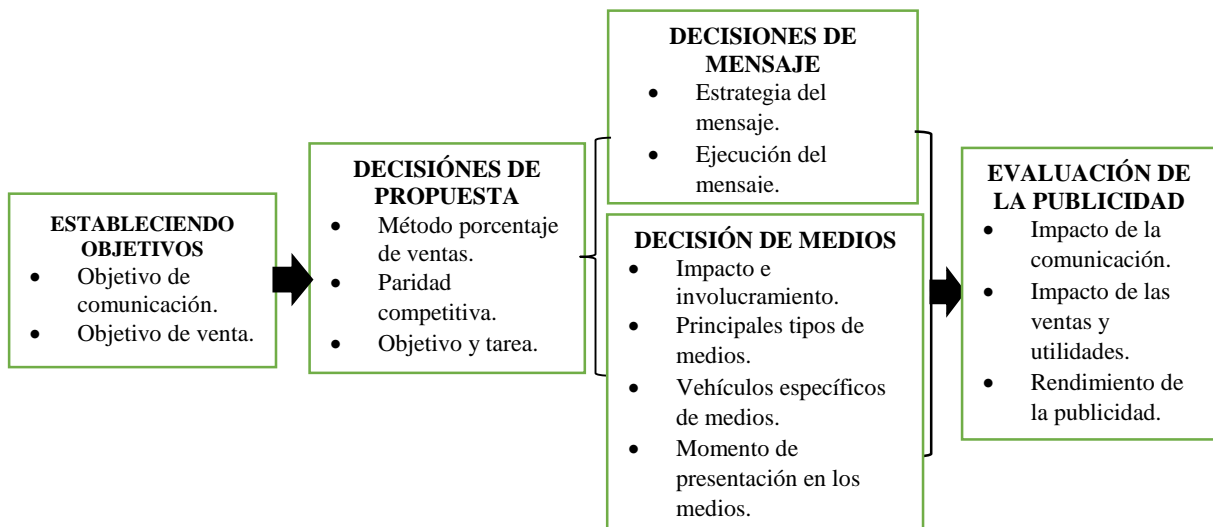 ESTABLECIENDO
OBJETIVOS
• Objetivo de
comunicación.
• Objetivo de venta.
DECISIÓNES DE
PROPUESTA
• Método porcentaje
de ventas.
• Paridad
competitiva.
• Objetivo y tarea.
DECISIONES DE
MENSAJE
• Estrategia del
mensaje.
• Ejecución del
mensaje.
DECISIÓN DE MEDIOS
• Impacto e
involucramiento.
• Principales tipos de
medios.
• Vehículos específicos
de medios.
• Momento de
presentación en los
medios.
EVALUACIÓN DE
LA PUBLICIDAD
• Impacto de la
comunicación.
• Impacto de las
ventas y
utilidades.
• Rendimiento de
la publicidad.